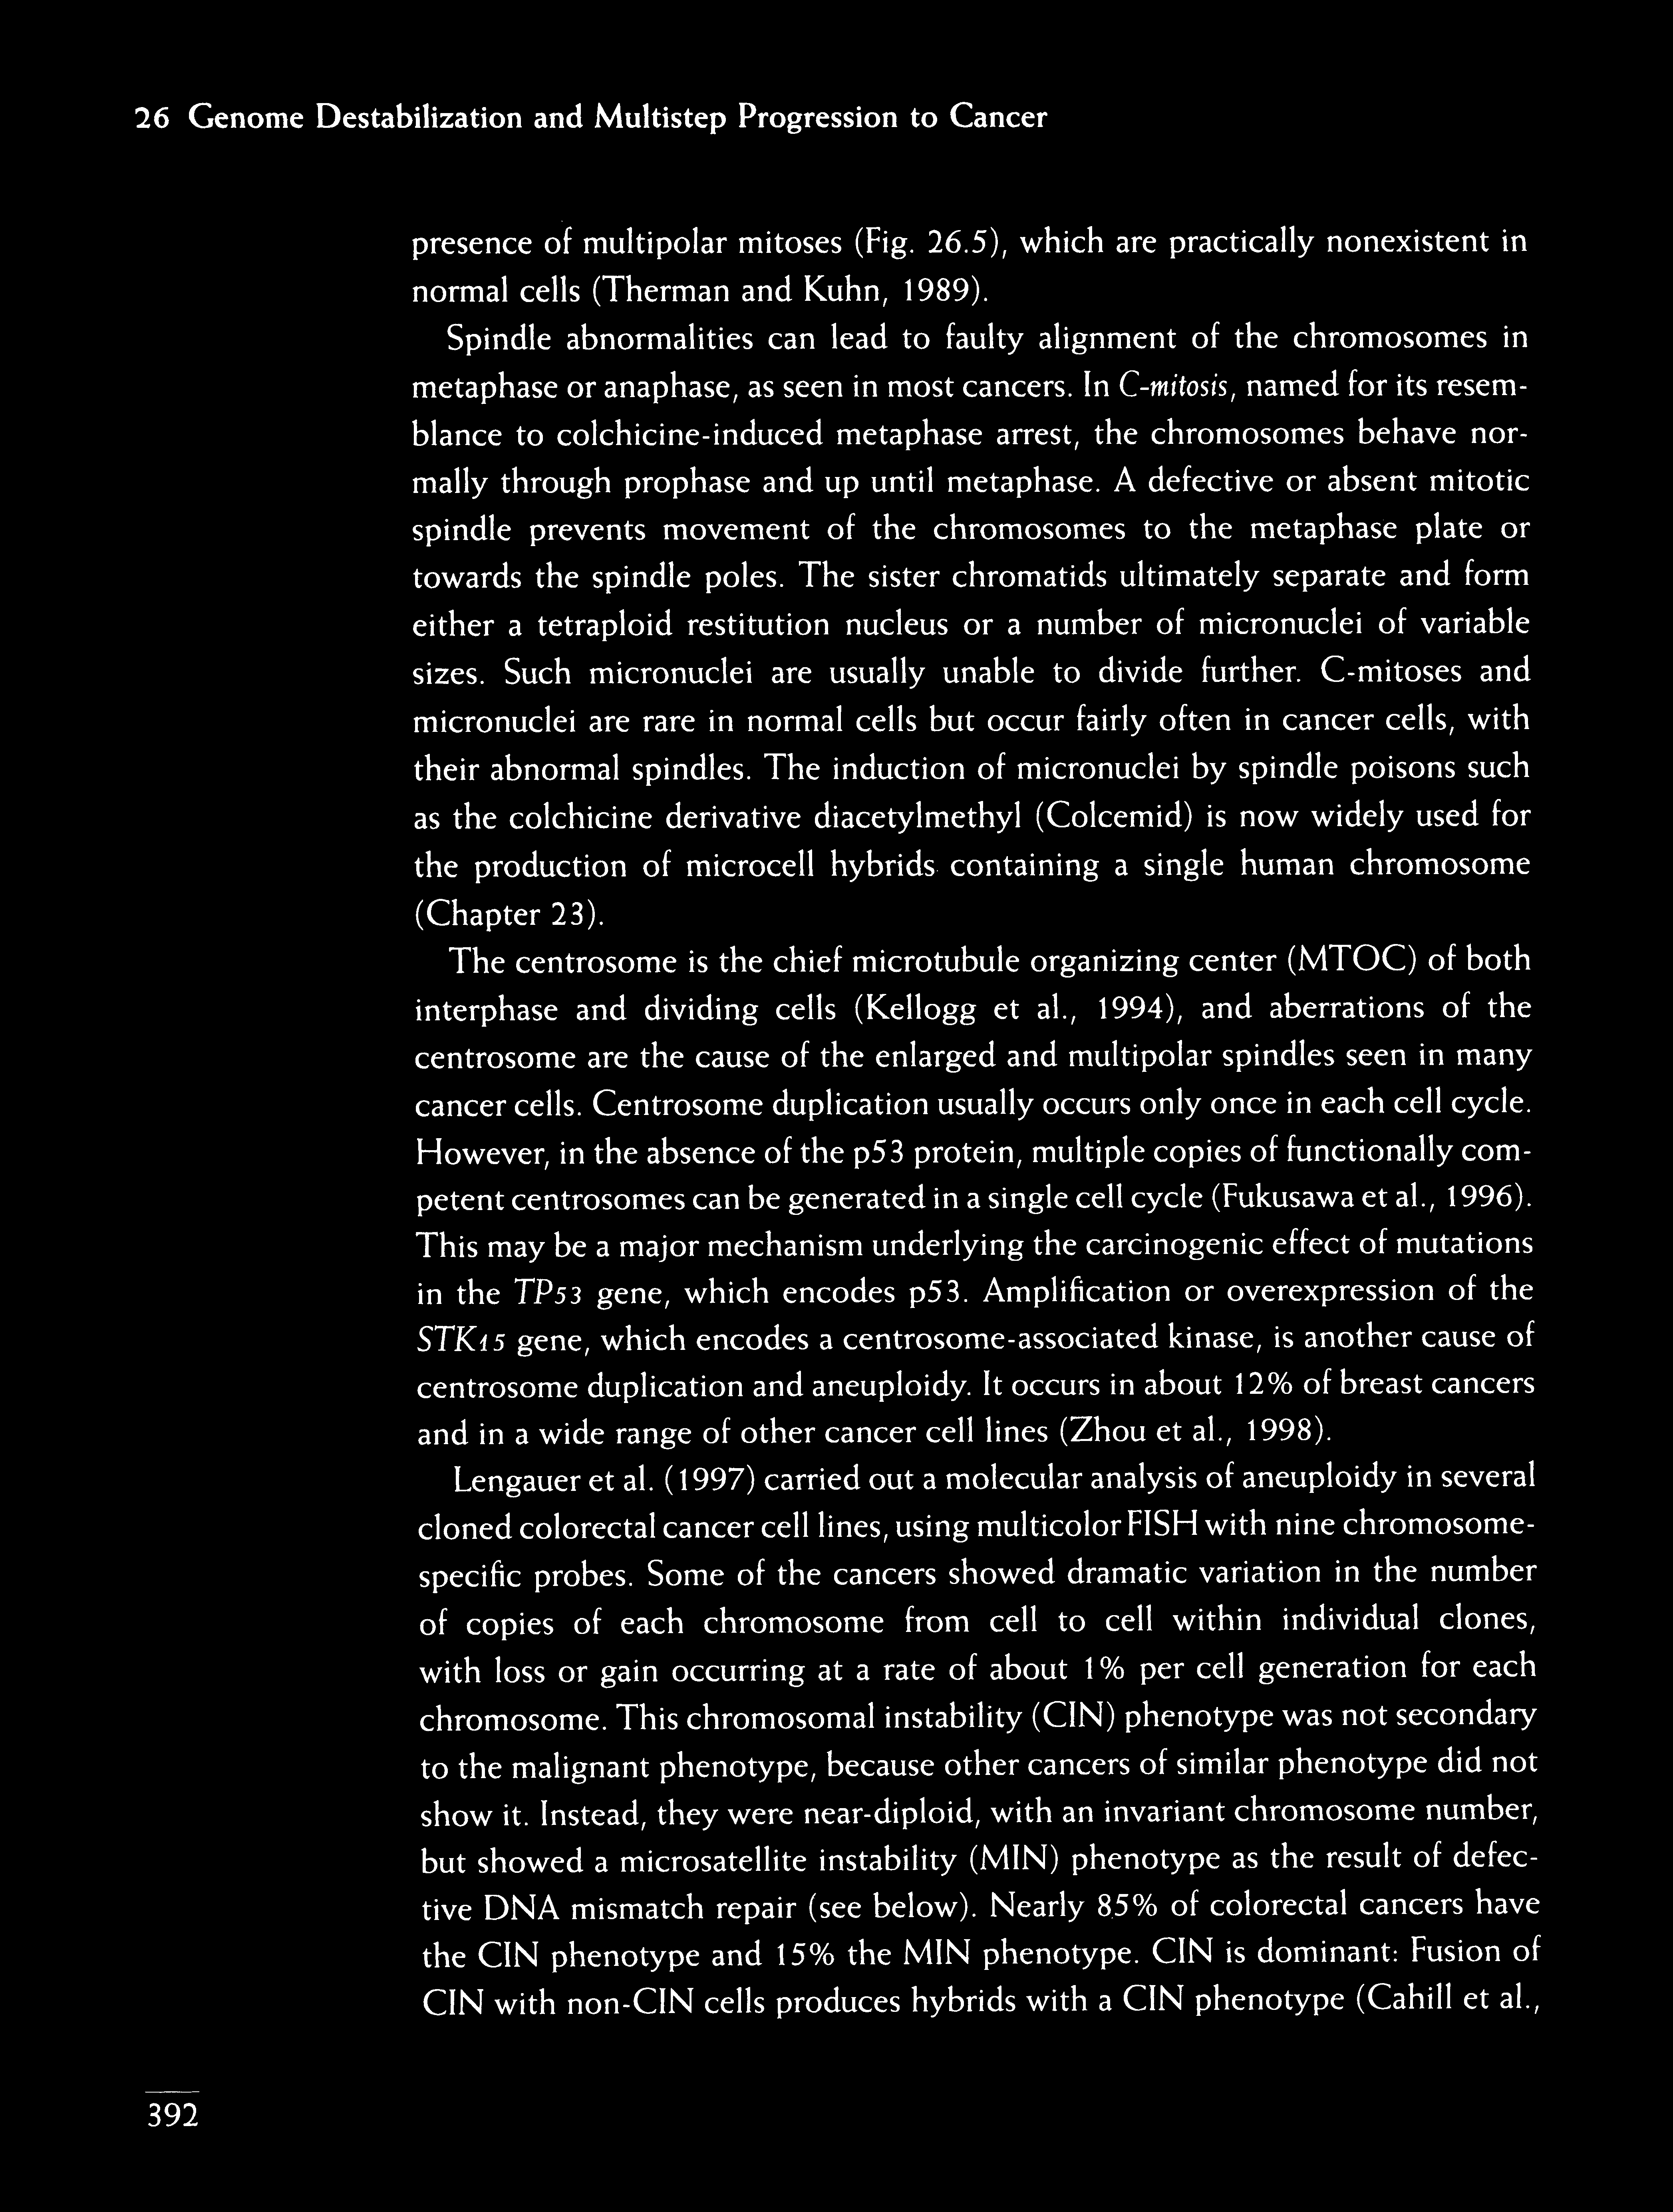 26 Genome Destabilization and Multistep Progression to Cancer
presence of multipolar mitoses (Fig. 26.5), which are practically nonexistent in
normal cells (Therman and Kuhn, 1989).
Spindle abnormalities can lead to faulty alignment of the chromosomes in
metaphase or anaphase, as seen in most cancers. In C-mitosis, named for its resem-
blance to colchicine-induced metaphase arrest, the chromosomes behave nor-
mally through prophase and up until metaphase. A defective or absent mitotic
spindle prevents movement of the chromosomes to the metaphase plate or
towards the spindle poles. The sister chromatids ultimately separate and form
either a tetraploid restitution nucleus or a number of micronuclei of variable
sizes. Such micronuclei are usually unable to divide further. C-mitoses and
micronuclei are rare in normal cells but occur fairly often in cancer cells, with
their abnormal spindles. The induction of micronuclei by spindle poisons such
as the colchicine derivative diacetylmethyl (Colcemid) is now widely used for
the production of microcell hybrids containing a single human chromosome
(Chapter 23).
The centrosome is the chief microtubule organizing center (MTOC) of both
interphase and dividing cells (Kellogg et al., 1994), and aberrations of the
centrosome are the cause of the enlarged and multipolar spindles seen in many
cancer cells. Centrosome duplication usually occurs only once in each cell cycle.
However, in the absence of the p53 protein, multiple copies of functionally com-
petent centrosomes can be generated in a single cell cycle (Fukusawa et al., 1996).
This may be a major mechanism underlying the carcinogenic effect of mutations
in the TP53 gene, which encodes p53. Amplification or overexpression of the
STK15 gene, which encodes a centrosome-associated kinase, is another cause of
centrosome duplication and aneuploidy. It occurs in about 12% of breast cancers
and in a wide range of other cancer cell lines (Zhou et al., 1998).
Lengauer et al. (1997) carried out a molecular analysis of aneuploidy in several
cloned colorectal cancer cell lines, using multicolor FISH with nine chromosome-
specific probes. Some of the cancers showed dramatic variation in the number
of copies of each chromosome from cell to cell within individual clones,
with loss or gain occurring at a rate of about 1% per cell generation for each
chromosome. This chromosomal instability (CIN) phenotype was not secondary
to the malignant phenotype, because other cancers of similar phenotype did not
show it. Instead, they were near-diploid, with an invariant chromosome number,
but showed a microsatellite instability (MIN) phenotype as the result of defec-
tive DNA mismatch repair (see below). Nearly 85% of colorectal cancers have
the CIN phenotype and 15% the MIN phenotype. CIN is dominant: Fusion of
CIN with non-CIN cells produces hybrids with a CIN phenotype (Cahill et al.,
392